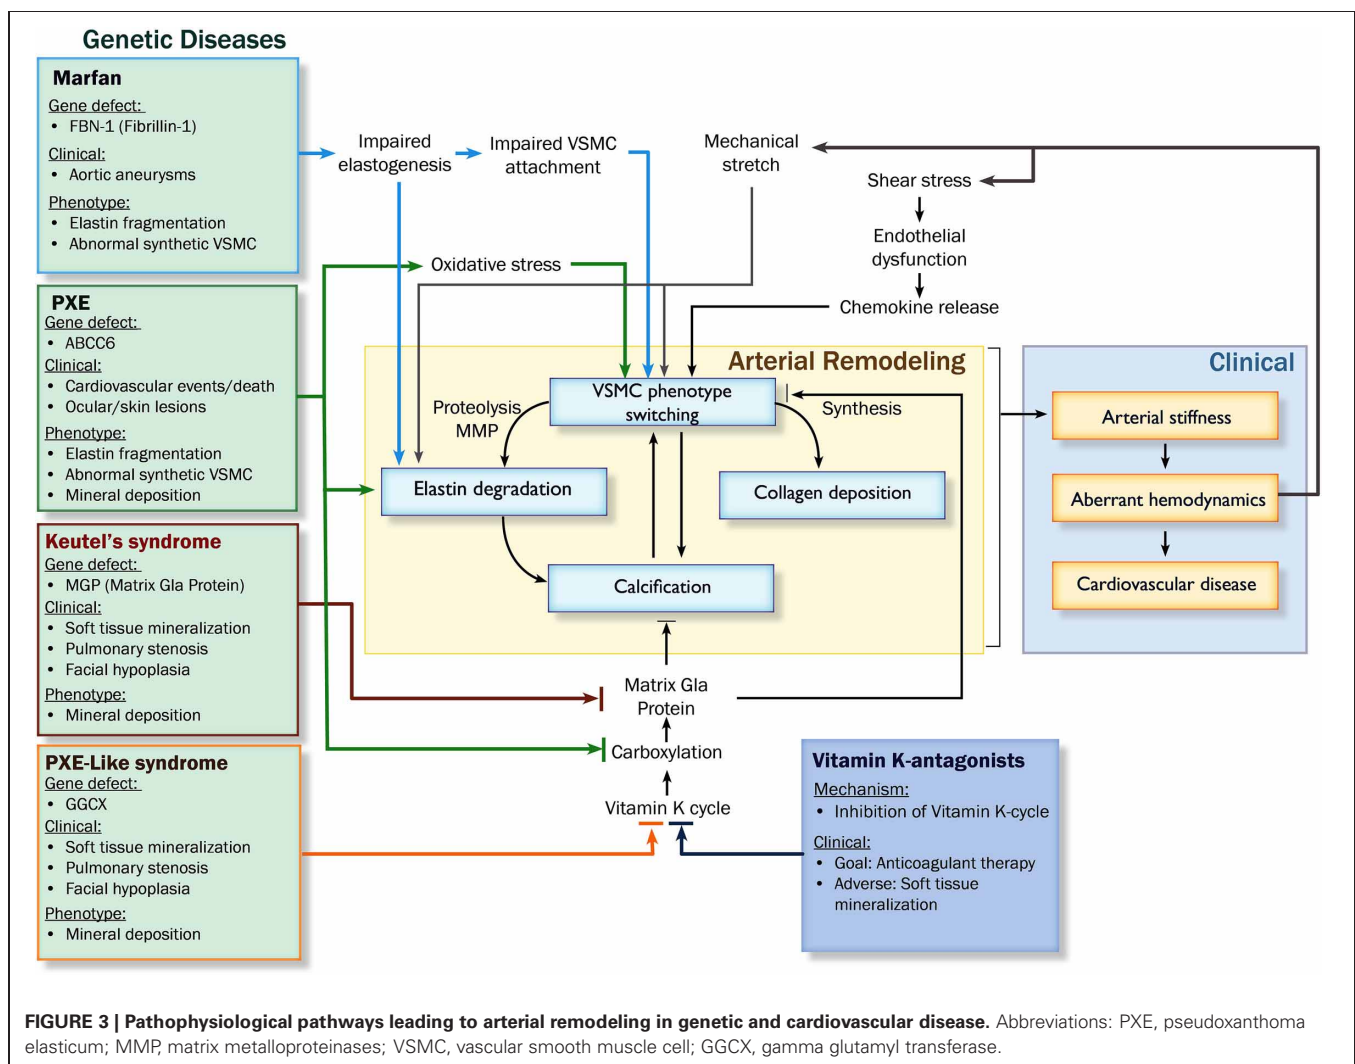 Genetic Diseases
Marfan
Gene defect:
• FBN-1 (Fibrillin-1)
Clinical:
• Aortic aneurysms
Phenotype:
• Elastin fragmentation
• Abnormal synthetic VSMC
PXE
Gene defect:
• ABCC6
Clinical:
• Cardiovascular events/death
• Ocular/skin lesions
Phenotype:
• Elastin fragmentation
• Abnormal synthetic VSMC
• Mineral deposition
Keutel's syndrome
Gene defect:
• MGP (Matrix Gla Protein)
Clinical:
• Soft tissue mineralization
• Pulmonary stenosis
• Facial hypoplasia
Phenotype:
• Mineral deposition
PXE-Like syndrome
Gene defect:
• GGCX
Clinical:
• Soft tissue mineralization
• Pulmonary stenosis
• Facial hypoplasia
Phenotype:
• Mineral deposition
Impaired
elastogenesis
Impaired VSMC
attachment
Mechanical
stretch
Shear stress
Endothelial
dysfunction
Chemokine release
Oxidative stress
Arterial Remodeling
VSMC phenotype
switching
Proteolysis
MMP
Synthesis
Elastin degradation
Collagen deposition
Calcification
Matrix Gla
Protein
Carboxylation
Vitamin K cycle
Clinical
Arterial stiffness
Aberrant hemodynamics
Cardiovascular disease
Vitamin K-antagonists
Mechanism:
• Inhibition of Vitamin K-cycle
Clinical:
• Goal: Anticoagulant therapy
• Adverse: Soft tissue
mineralization
FIGURE 3 | Pathophysiological pathways leading to arterial remodeling in genetic and cardiovascular disease. Abbreviations: PXE, pseudoxanthoma
elasticum; MMP, matrix metalloproteinases; VSMC, vascular smooth muscle cell; GGCX, gamma glutamyl transferase.